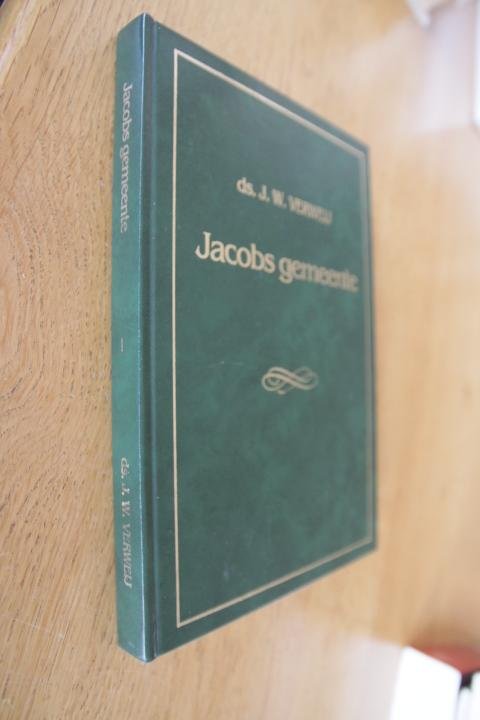 ds. J. W. VERWEIJ
Jacobs gemeente
Jacobs gemeente — ds. J. W. VERWEIJ